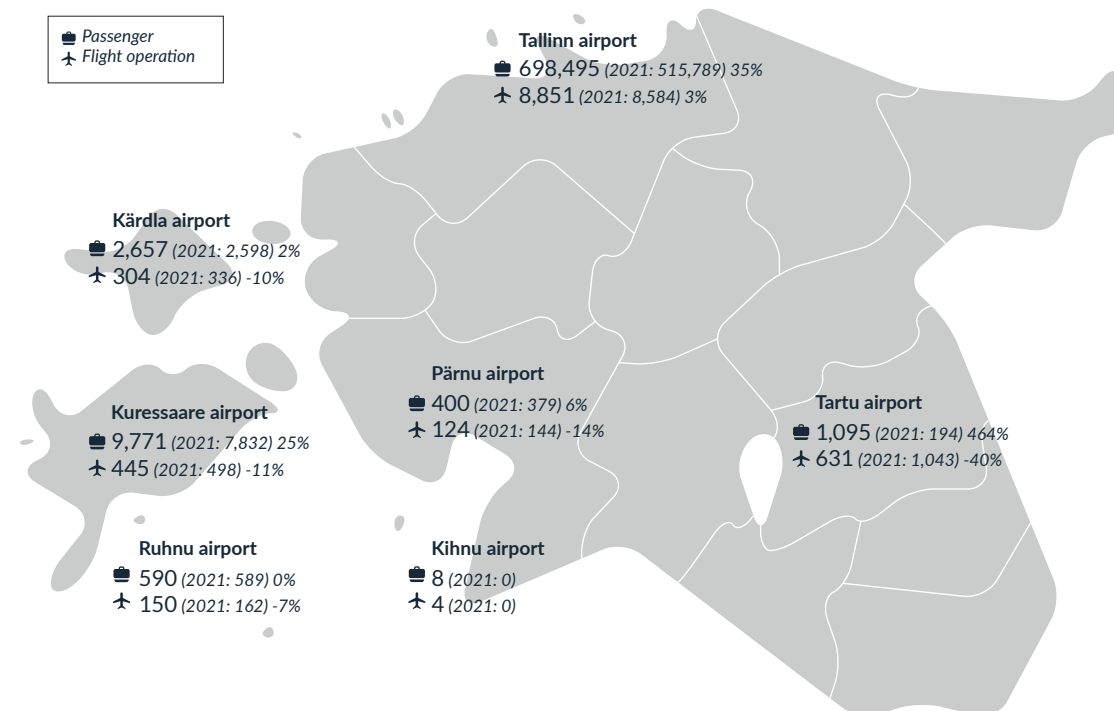 Passenger
Flight operation
Tallinn airport
698,495 (2021: 515,789) 35%
8,851 (2021: 8,584) 3%
Kärdla airport
2,657 (2021: 2,598) 2%
304 (2021: 336) -10%
Pärnu airport
400 (2021: 379) 6%
124 (2021: 144) -14%
Tartu airport
1,095 (2021: 194) 464%
631 (2021: 1,043) -40%
Kuressaare airport
9,771 (2021: 7,832) 25%
445 (2021: 498) -11%
Ruhnu airport
590 (2021: 589) 0%
150 (2021: 162) -7%
Kihnu airport
8 (2021: 0)
4 (2021: 0)